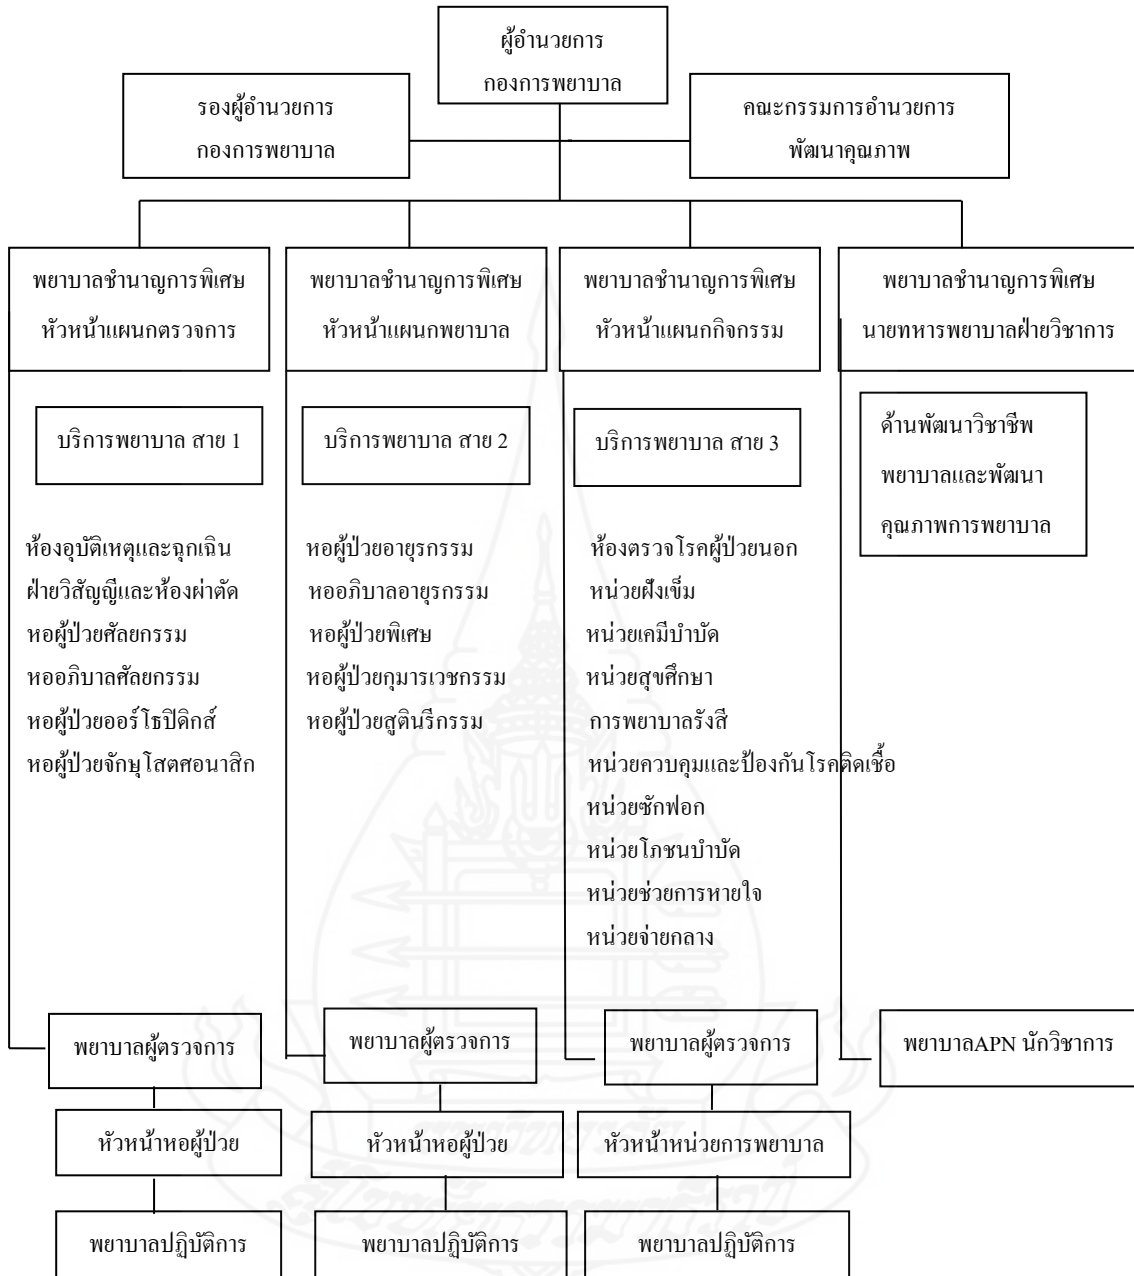 ผู้อำนวยการ
กองการพยาบาล
รองผู้อำนวยการ
กองการพยาบาล
คณะกรรมการอำนวยการ
พัฒนาคุณภาพ
พยาบาลชำนาญการพิเศษ
หัวหน้าแผนกตรวจการ
พยาบาลชำนาญการพิเศษ
หัวหน้าแผนกพยาบาล
พยาบาลชำนาญการพิเศษ
หัวหน้าแผนกกิจกรรม
พยาบาลชำนาญการพิเศษ
นายทหารพยาบาลฝ่ายวิชาการ
บริการพยาบาล สาย 1
บริการพยาบาล สาย 2
บริการพยาบาล สาย 3
ด้านพัฒนาวิชาชีพ
พยาบาลและพัฒนา
คุณภาพการพยาบาล
ห้องอุบัติเหตุและฉุกเฉิน
ฝ่ายวิสัญญีและห้องผ่าตัด
หอผู้ป่วยศัลยกรรม
หออภิบาลศัลยกรรม
หอผู้ป่วยออร์โธปิดิกส์
หอผู้ป่วยจักษุโสตศอนาสิก
หอผู้ป่วยอายุรกรรม
หออภิบาลอายุรกรรม
หอผู้ป่วยพิเศษ
หอผู้ป่วยกุมารเวชกรรม
หอผู้ป่วยสูตินรีกรรม
ห้องตรวจโรคผู้ป่วยนอก
หน่วยฝังเข็ม
หน่วยเคมีบำบัด
หน่วยสุขศึกษา
การพยาบาลรังสี
หน่วยควบคุมและป้องกันโรคติดเชื้อ
หน่วยซักฟอก
หน่วยโภชนบำบัด
หน่วยช่วยการหายใจ
หน่วยจ่ายกลาง
พยาบาลผู้ตรวจการ
พยาบาลผู้ตรวจการ
พยาบาลผู้ตรวจการ
พยาบาลAPN นักวิชาการ
หัวหน้าหอผู้ป่วย
หัวหน้าหอผู้ป่วย
หัวหน้าหน่วยการพยาบาล
พยาบาลปฏิบัติการ
พยาบาลปฏิบัติการ
พยาบาลปฏิบัติการ